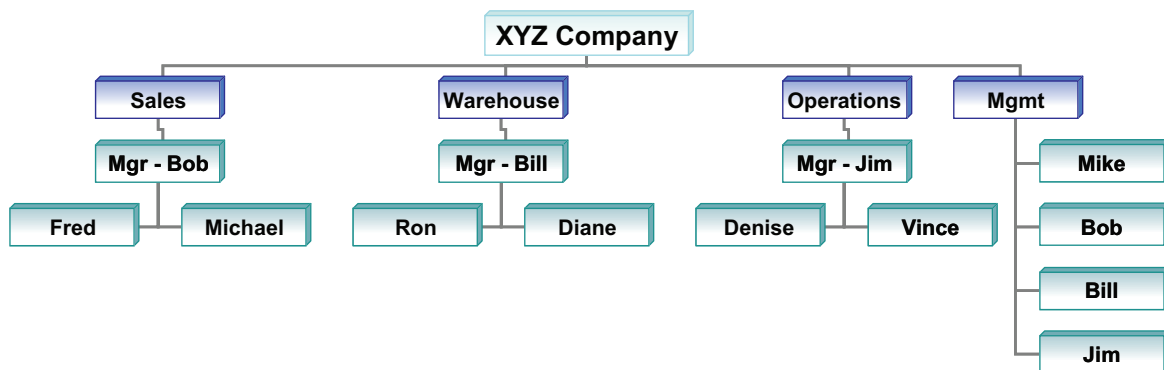 XYZ Company
Sales
Warehouse
Operations
Mgmt
Mgr - Bob
Mgr - Bill
Mgr - Jim
Mike
Fred
Michael
Ron
Diane
Denise
Vince
Bob
Bill
Jim